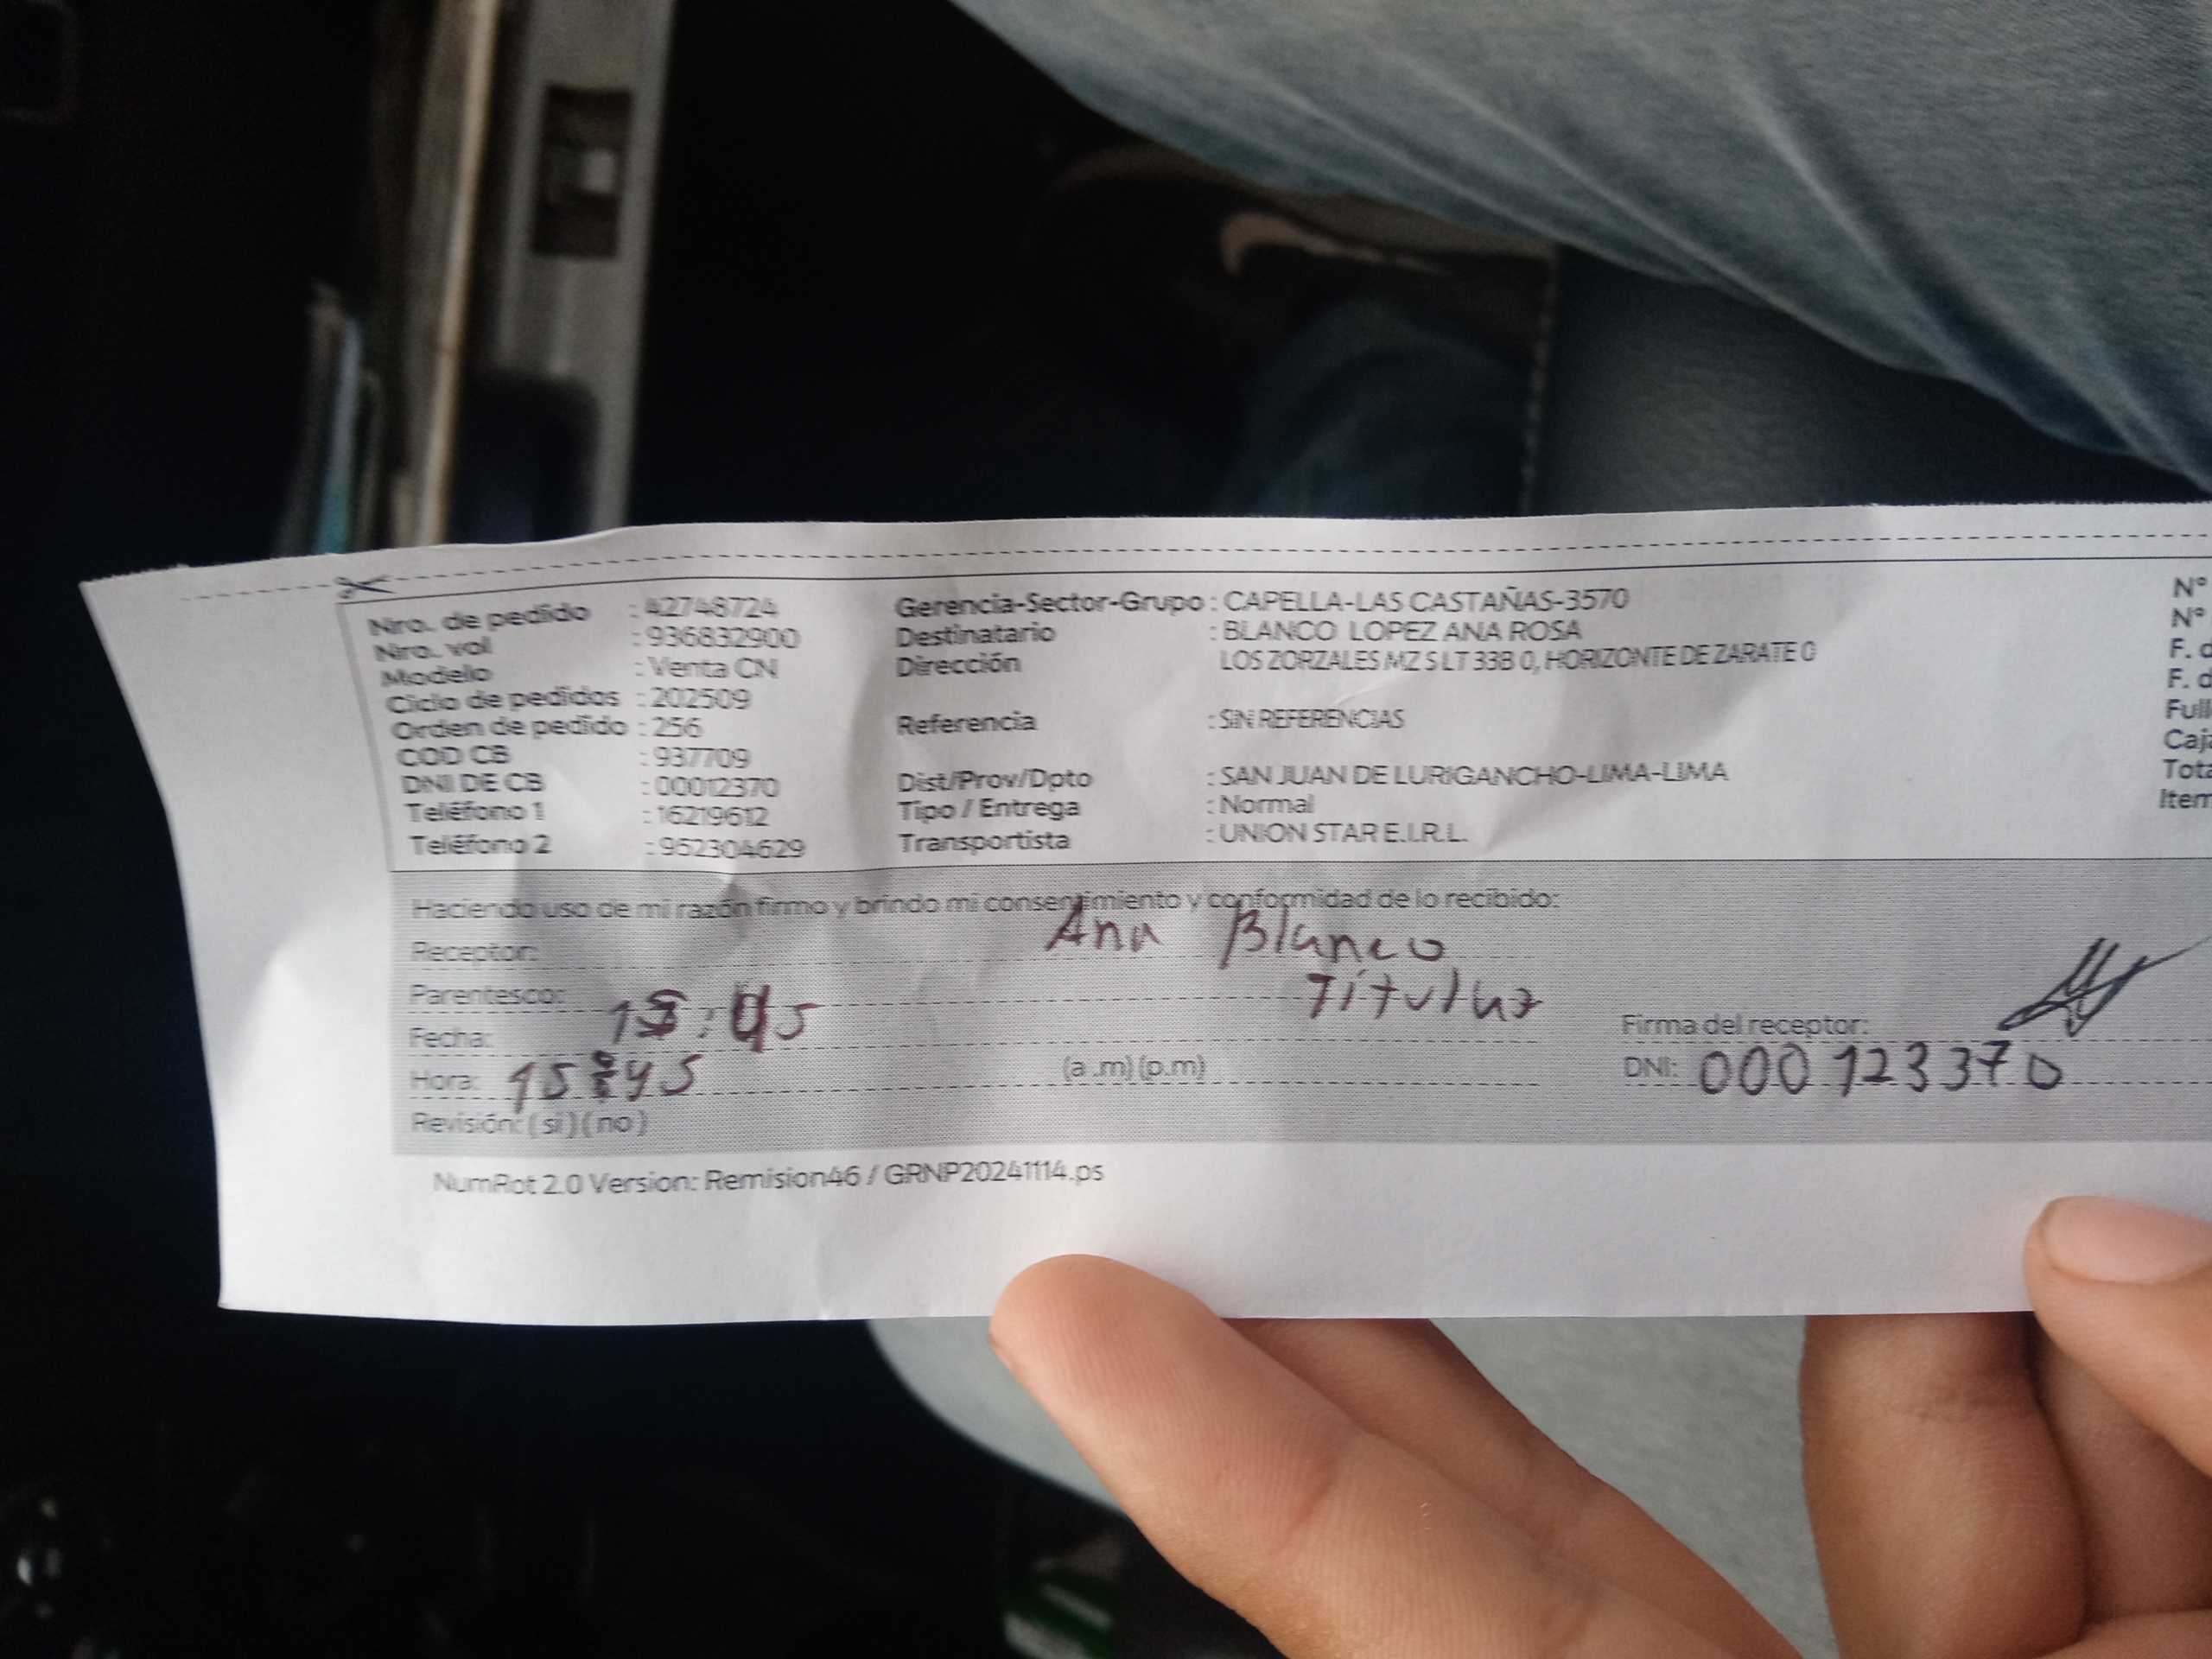 Nro. de pedido : 42748724
Nro. vol : 936832900
Modelo : Venta CN
Ciclo de pedidos : 202509
Orden de pedido : 256
COD CB : 937709
DNI DE CB : 00012370
Teléfono 1 : 16219612
Teléfono 2 : 952304629
Gerencia-Sector-Grupo : CAPELLA-LAS CASTAÑAS-3570
Destinatario : BLANCO LOPEZ ANA ROSA
Dirección LOS ZORZALES MZ S LT 33B 0, HORIZONTE DE ZARATE 0
Referencia : SIN REFERENCIAS
Dist/Prov/Dpto : SAN JUAN DE LURIGANCHO-LIMA-LIMA
Tipo / Entrega : Normal
Transportista : UNION STAR E.I.R.L.
N°
N°
F. d
F. d
Full
Caja
Tota
Item
Haciendo uso de mi razón firmo y brindo mi consentimiento y conformidad de lo recibido:
Receptor: Ana Blanco
Parentesco: Titular
Fecha:
Hora: 15:45 (a .m) (p.m)
Revisión: ( si ) ( no )
Firma del receptor:
DNI: 000 123370
NumRot 2.0 Version: Remision46 / GRNP20241114.ps